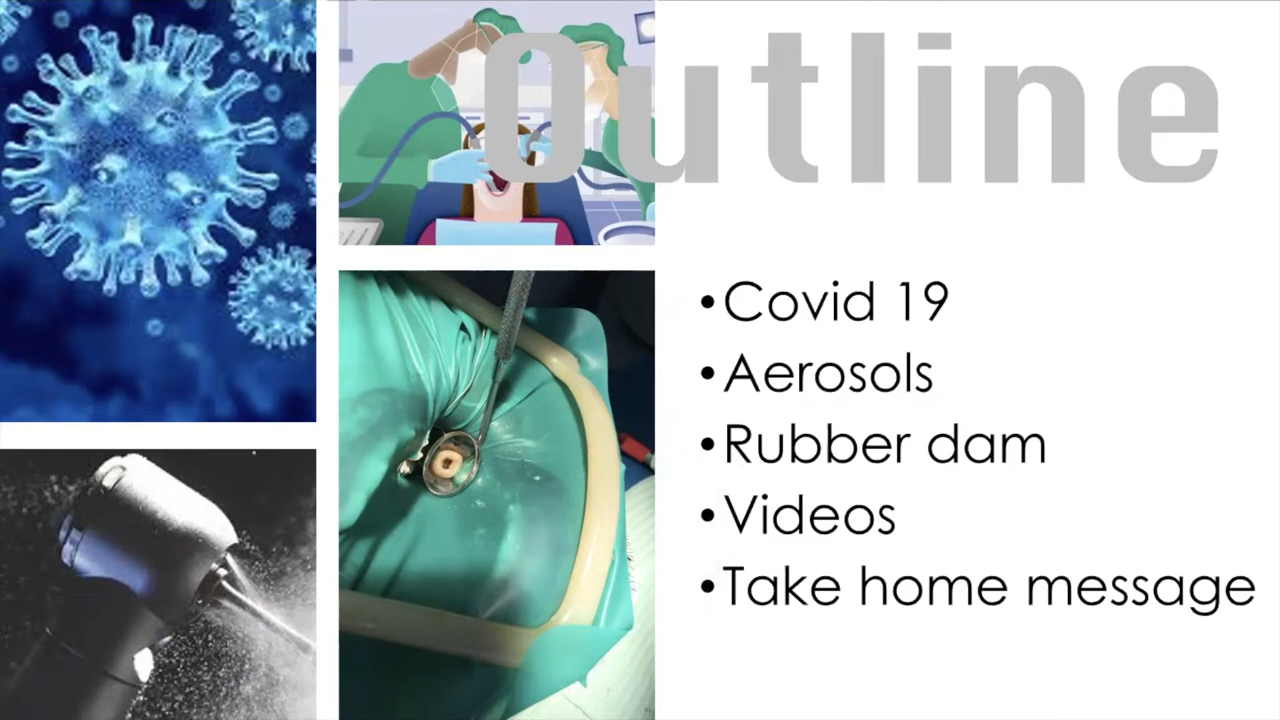 Outline
•Covid 19
•Aerosols
•Rubber dam
•Videos
•Take home message